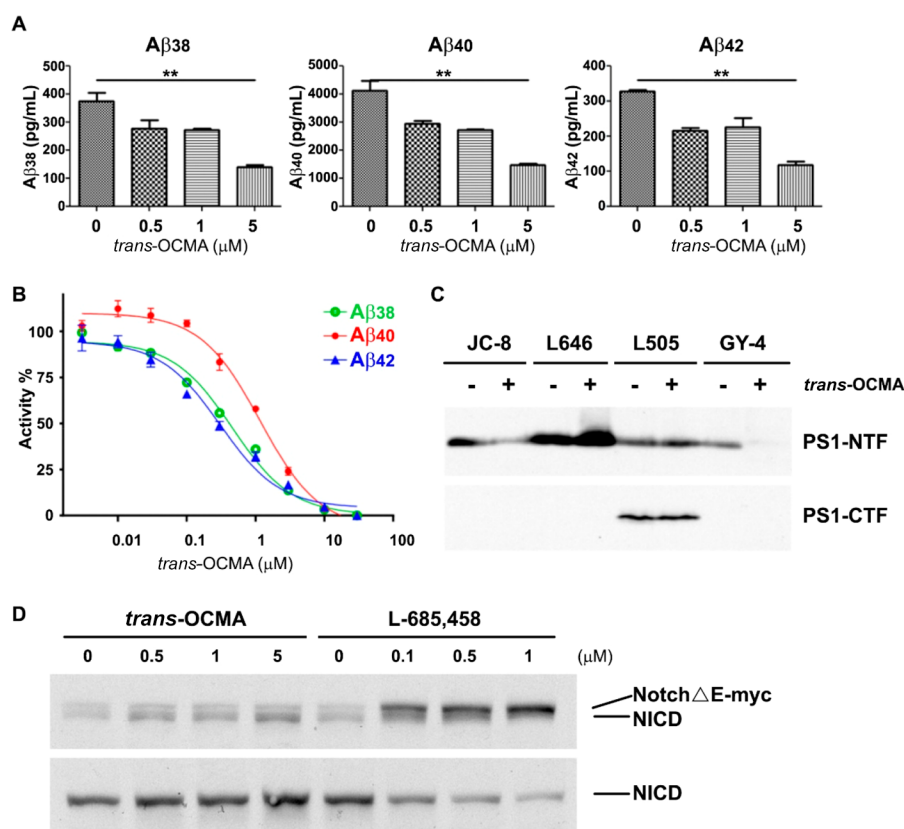 A
Aβ38
Aβ40
Aβ42
**
**
**
Aβ38 (pg/mL)
500
400
300
200
100
0
0 0.5 1 5
trans-OCMA (μM)
Aβ40 (pg/mL)
5000
4000
3000
2000
1000
0
0 0.5 1 5
trans-OCMA (μM)
Aβ42 (pg/mL)
400
300
200
100
0
0 0.5 1 5
trans-OCMA (μM)
B
Activity %
100
75
50
25
0
0.01 0.1 1 10 100
trans-OCMA (μM)
Aβ38
Aβ40
Aβ42
C
JC-8 L646 L505 GY-4
- + - + - + - + trans-OCMA
PS1-NTF
PS1-CTF
D
trans-OCMA L-685,458
0 0.5 1 5 0 0.1 0.5 1 (μM)
Notch△E-myc
NICD
NICD